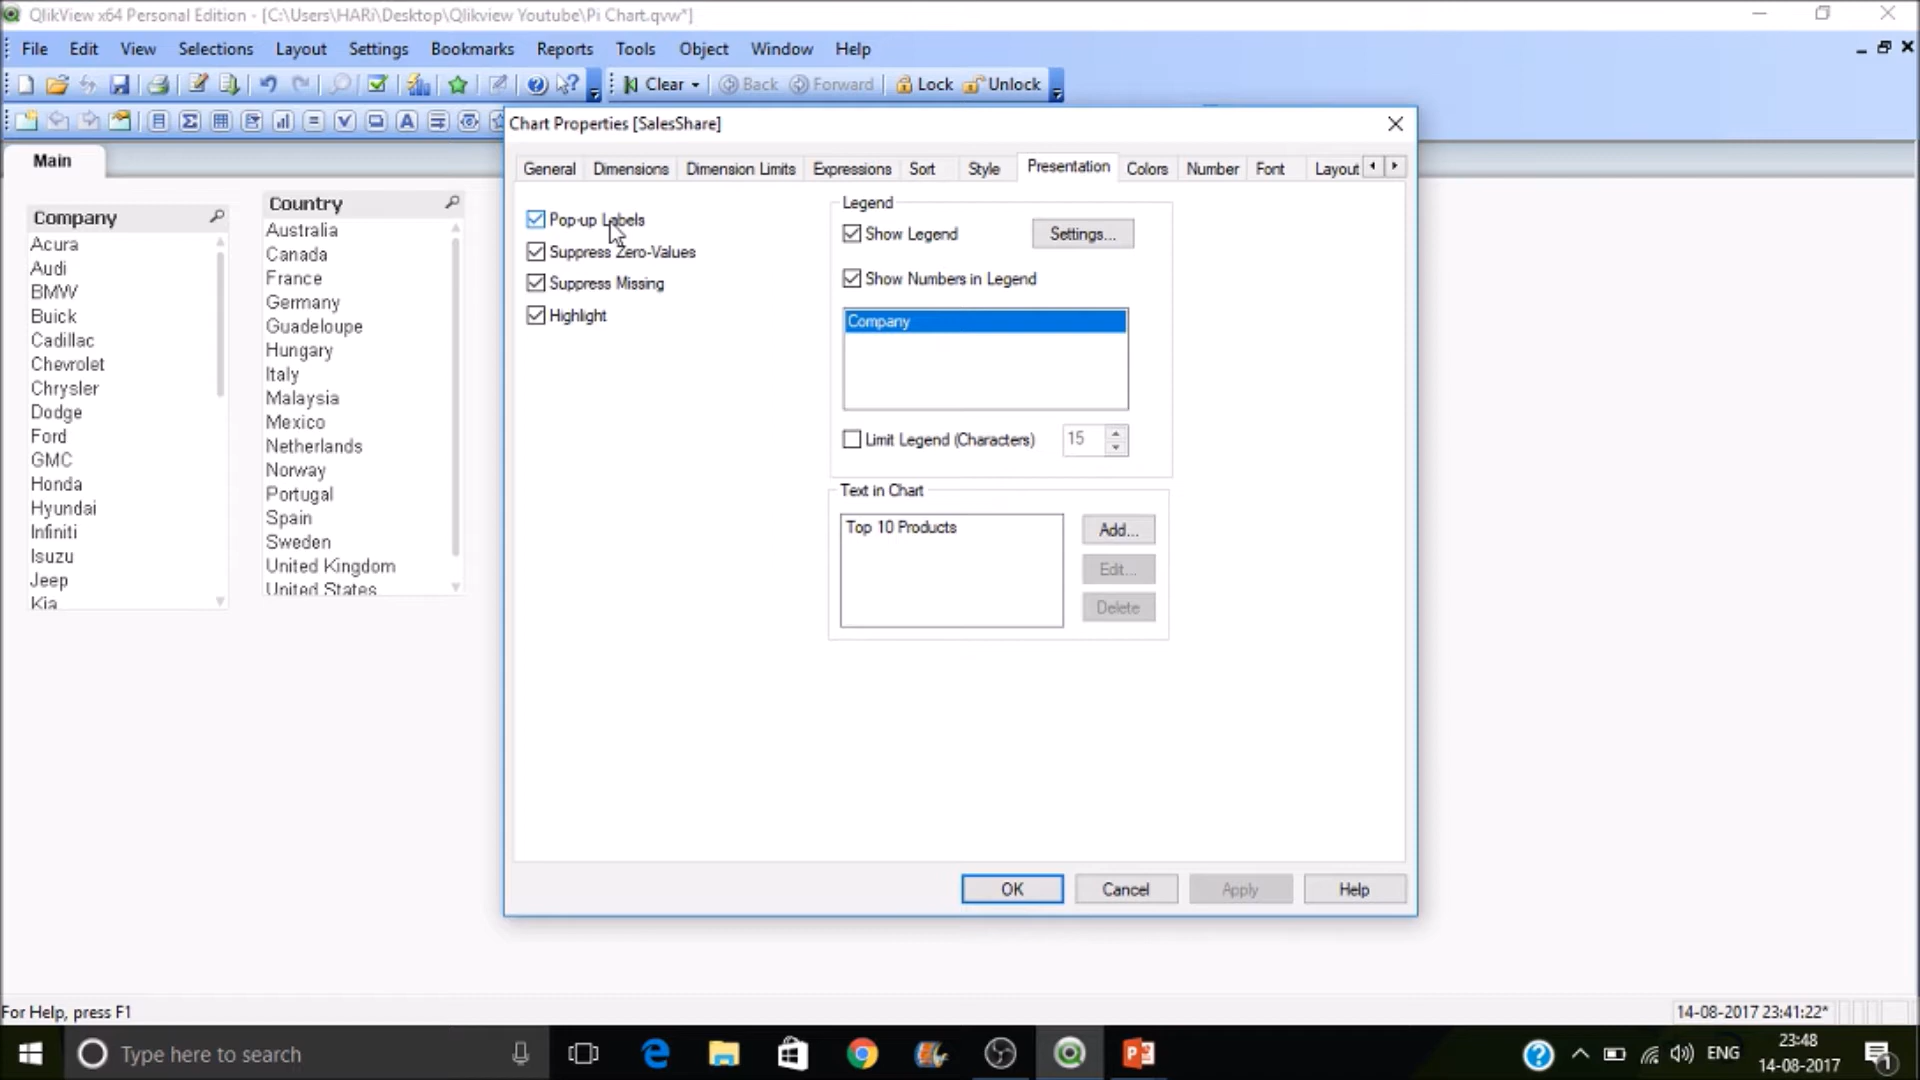 QlikView x64 Personal Edition - [C:\Users\HARi\Desktop\Qlikview Youtube\Pi Chart.qvw*]
File Edit View Selections Layout Settings Bookmarks Reports Tools Object Window Help
Clear Back Forward Lock Unlock
Main
Company
Acura
Audi
BMW
Buick
Cadillac
Chevrolet
Chrysler
Dodge
Ford
GMC
Honda
Hyundai
Infiniti
Isuzu
Jeep
Kia
Country
Australia
Canada
France
Germany
Guadeloupe
Hungary
Italy
Malaysia
Mexico
Netherlands
Norway
Portugal
Spain
Sweden
United Kingdom
United States
Chart Properties [SalesShare]
General Dimensions Dimension Limits Expressions Sort Style Presentation Colors Number Font Layout
Pop-up Labels
Suppress Zero-Values
Suppress Missing
Highlight
Legend
Show Legend Settings...
Show Numbers in Legend
Company
Limit Legend (Characters) 15
Text in Chart
Top 10 Products
Add...
Edit...
Delete
OK Cancel Apply Help
For Help, press F1
14-08-2017 23:41:22*
Type here to search
ENG
23:48
14-08-2017
1